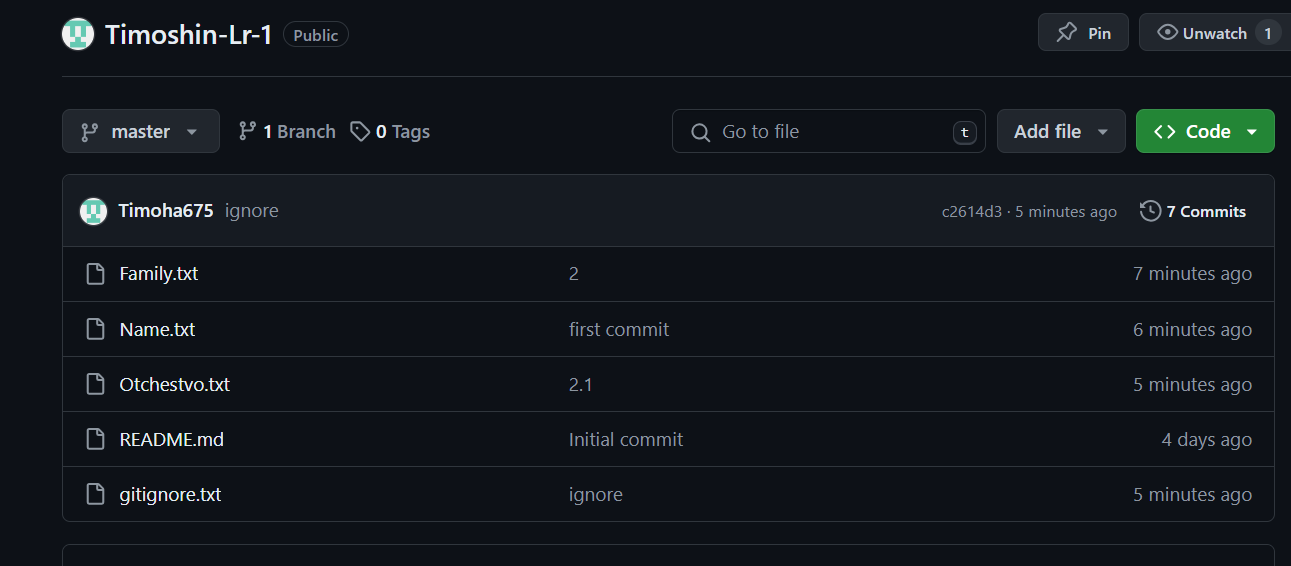 Timoshin-Lr-1 Public Pin Unwatch 1
master 1 Branch 0 Tags Go to file t Add file Code
Timoha675 ignore c2614d3 · 5 minutes ago 7 Commits
Family.txt 2 7 minutes ago
Name.txt first commit 6 minutes ago
Otchestvo.txt 2.1 5 minutes ago
README.md Initial commit 4 days ago
gitignore.txt ignore 5 minutes ago